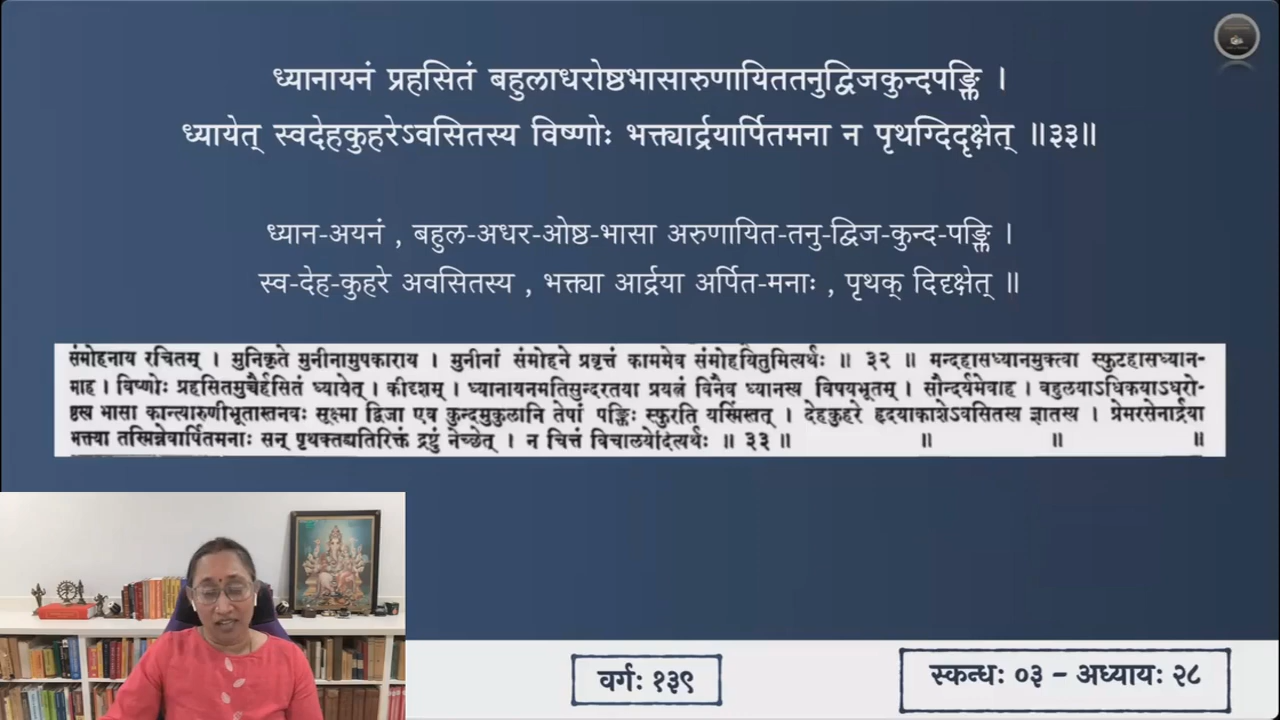 ध्यानायनं प्रहसितं बहुलाधरोष्ठभासारुणायिततनुद्विजकुन्दपङ्क्ति ।
ध्यायेत् स्वदेहकुहरेऽवसितस्य विष्णोः भक्त्यार्द्रयार्पितमना न पृथग्दिदृक्षेत् ॥३३॥
ध्यान-अयनं , बहुल-अधर-ओष्ठ-भासा अरुणायित-तनु-द्विज-कुन्द-पङ्क्ति ।
स्व-देह-कुहरे अवसितस्य , भक्त्या आर्द्रया अर्पित-मनाः , पृथक् दिदृक्षेत् ॥
संमोहनाय रचितम् । मुनिकृते मुनीनामुपकाराय । मुनीनां संमोहने प्रवृत्तं काममेव संमोहयितुमित्यर्थः ॥ ३२ ॥ मन्दहासध्यानमुक्त्वा स्फुटहासध्यान-
माह । विष्णोः प्रहसितमुच्चैर्हसितं ध्यायेत् । कीदृशम् । ध्यानायनमतिसुन्दरतया प्रयत्नं विनैव ध्यानस्य विषयभूतम् । सौन्दर्यमेवाह । बहुलयाऽधिकयाऽधरो-
ष्ठस्य भासा कान्त्यारुणीभूतास्तनवः सूक्ष्मा द्विजा एव कुन्दमुकुलानि तेषां पङ्क्तिः स्फुरति यस्मिंस्तत् । देहकुहरे हृदयाकाशेऽवसितस्य ज्ञातस्य । प्रेमरसेनार्द्रया
भक्त्या तस्मिन्नेवार्पितमनाः सन् पृथक्तद्व्यतिरिक्तं द्रष्टुं नेच्छेत् । न चित्तं विचालयेदित्यर्थः ॥ ३३ ॥ ॥ ॥ ॥
वर्गः १३९
स्कन्धः ०३ - अध्यायः २८